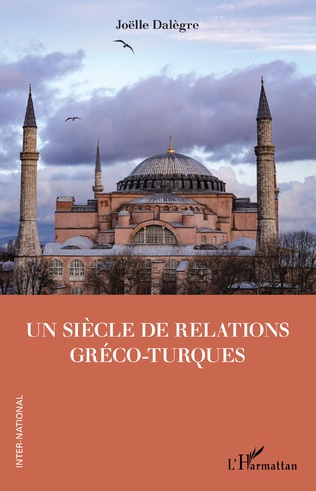 Joëlle Dalègre
UN SIÈCLE DE RELATIONS
GRÉCO-TURQUES
INTER-NATIONAL
L'Harmattan